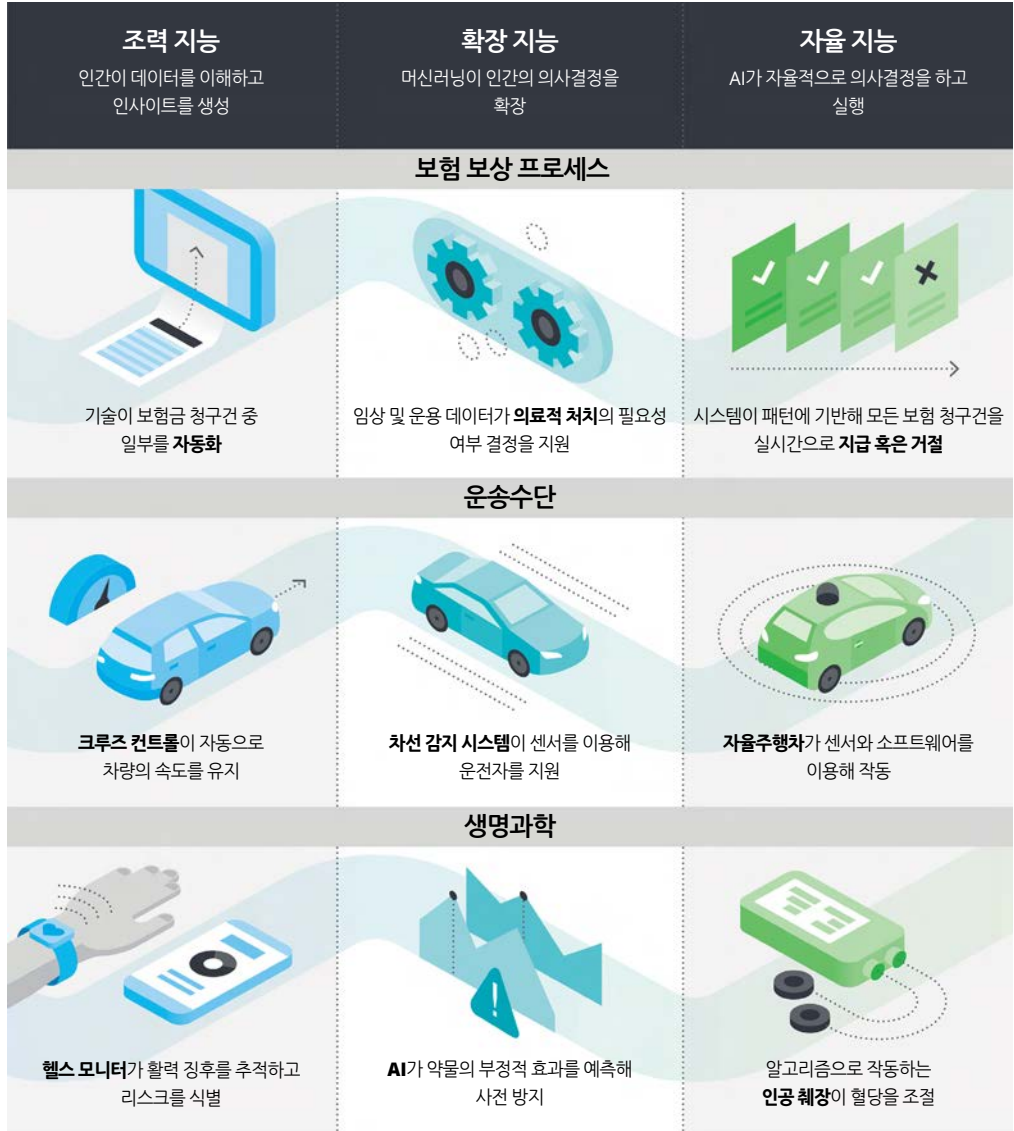 조력 지능
인간이 데이터를 이해하고
인사이트를 생성
확장 지능
머신러닝이 인간의 의사결정을
확장
자율 지능
AI가 자율적으로 의사결정을 하고
실행
보험 보상 프로세스
기술이 보험금 청구건 중
일부를 자동화
임상 및 운용 데이터가 의료적 처치의 필요성
여부 결정을 지원
시스템이 패턴에 기반해 모든 보험 청구건을
실시간으로 지급 혹은 거절
운송수단
크루즈 컨트롤이 자동으로
차량의 속도를 유지
차선 감지 시스템이 센서를 이용해
운전자를 지원
자율주행차가 센서와 소프트웨어를
이용해 작동
생명과학
헬스 모니터가 활력 징후를 추적하고
리스크를 식별
AI가 약물의 부정적 효과를 예측해
사전 방지
알고리즘으로 작동하는
인공 췌장이 혈당을 조절